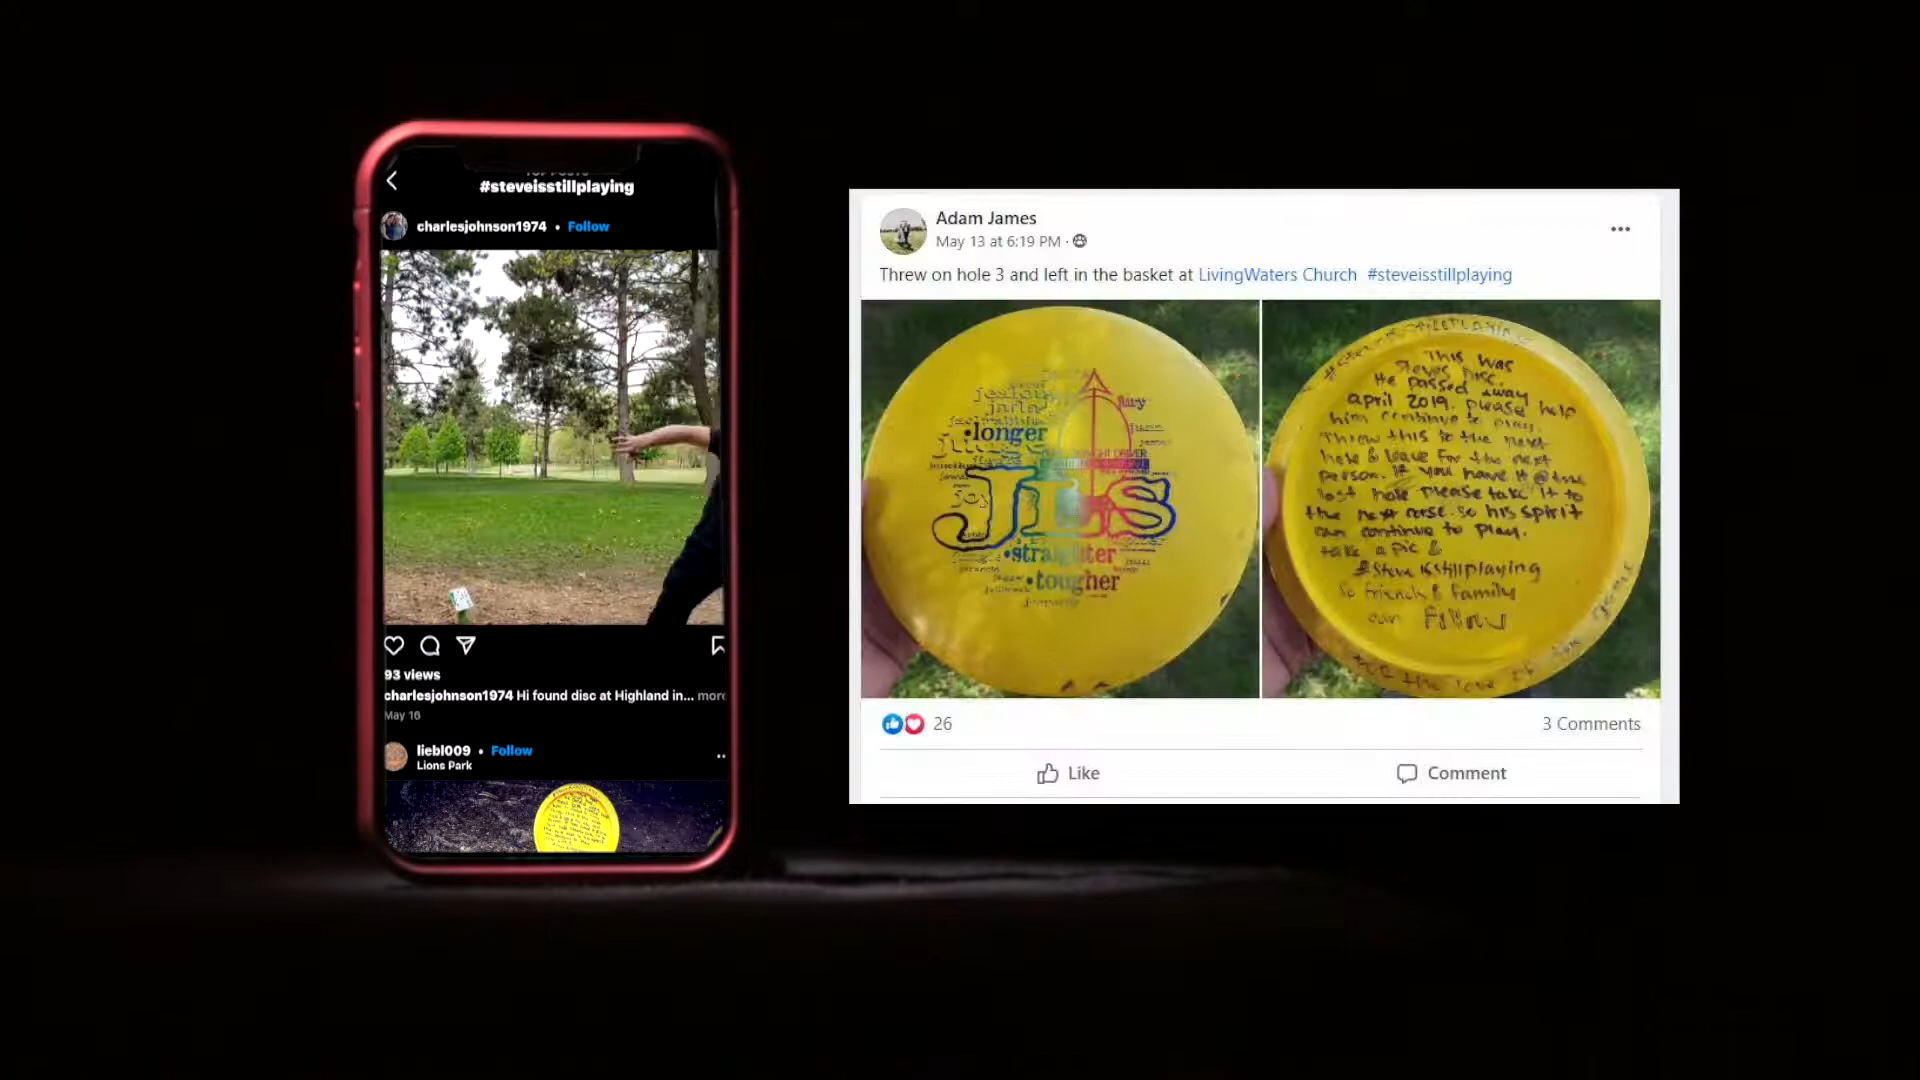 #steveisstillplaying
charlesjohnson1974 • Follow
93 views
charlesjohnson1974 Hi found disc at Highland in... more
May 16
liebl009 • Follow
Lions Park
Adam James
May 13 at 6:19 PM ·
Threw on hole 3 and left in the basket at LivingWaters Church #steveisstillplaying
•longer
JLS
•straighter
•tougher
This was
Steves Disc.
He passed away
april 2019. please help
him continue to play.
Throw this to the next
hole & leave for the next
person. If you have it @ the
last hole please take it to
the next corse. so his spirit
can continue to play.
take a pic &
#Steveisstillplaying
so friends & family
can follow
26
3 Comments
Like
Comment